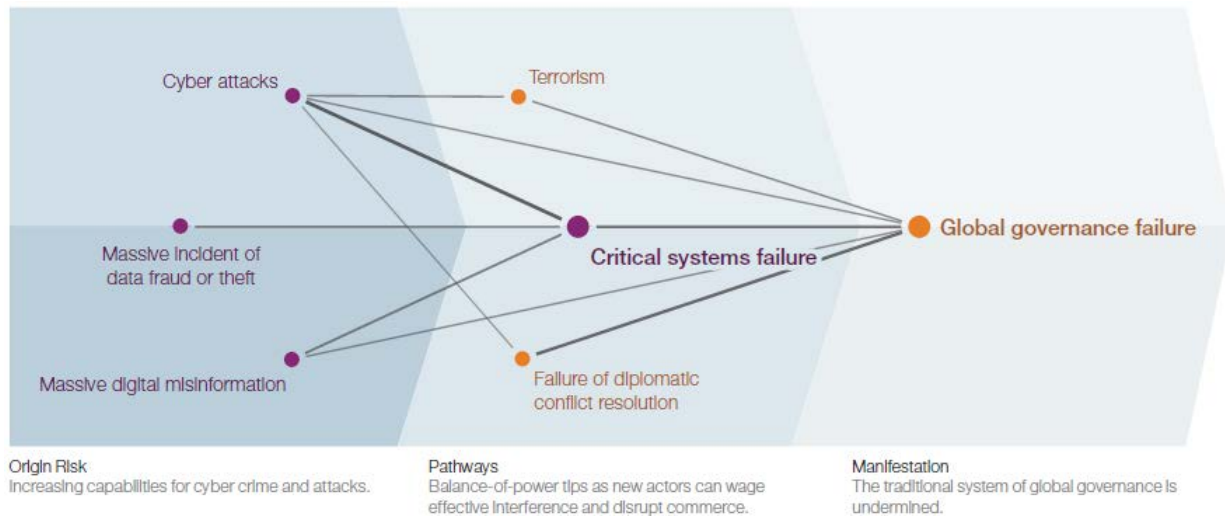 Cyber attacks
Terrorism
Massive incident of
data fraud or theft
Critical systems failure
Global governance failure
Massive digital misinformation
Failure of diplomatic
conflict resolution
Origin Risk
Increasing capabilities for cyber crime and attacks.
Pathways
Balance-of-power tips as new actors can wage
effective interference and disrupt commerce.
Manifestation
The traditional system of global governance is
undermined.